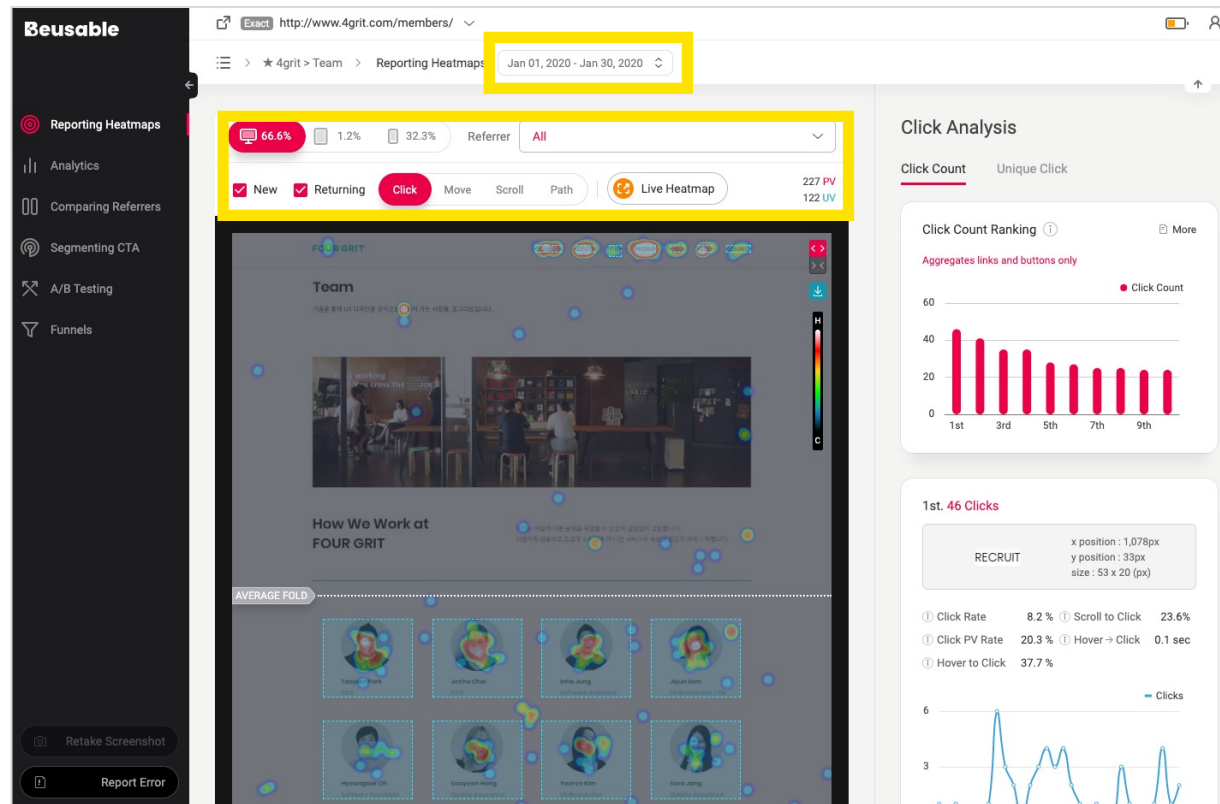 Beusable
Exact http://www.4grit.com/members/
★ 4grit > Team > Reporting Heatmaps
Jan 01, 2020 - Jan 30, 2020
Reporting Heatmaps
Analytics
Comparing Referrers
Segmenting CTA
A/B Testing
Funnels
Retake Screenshot
Report Error
66.6% 1.2% 32.3% Referrer All
New Returning Click Move Scroll Path Live Heatmap
227 PV
122 UV
FOUR GRIT
Team
H
C
How We Work at
FOUR GRIT
AVERAGE FOLD
Inha Jung
Jiyun Eom
Click Analysis
Click Count Unique Click
Click Count Ranking More
Aggregates links and buttons only
Click Count
60
40
20
0
1st 3rd 5th 7th 9th
1st. 46 Clicks
RECRUIT
x position : 1,078px
y position : 33px
size : 53 x 20 (px)
Click Rate 8.2 % Scroll to Click 23.6%
Click PV Rate 20.3 % Hover → Click 0.1 sec
Hover to Click 37.7 %
Clicks
6
3